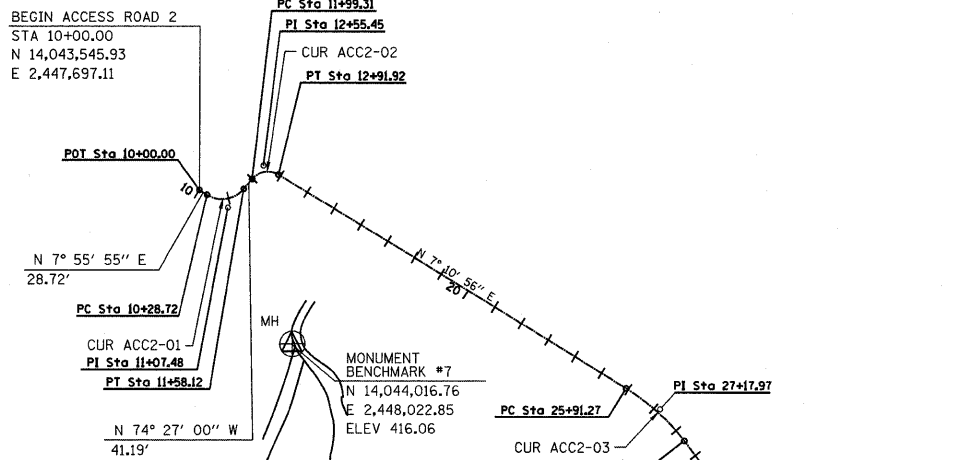 PC Sta 11+99.31
PI Sta 12+55.45
BEGIN ACCESS ROAD 2
STA 10+00.00
N 14,043,545.93
E 2,447,697.11
CUR ACC2-02
PT Sta 12+91.92
POT Sta 10+00.00
10
N 7° 55' 55" E
28.72'
N 7° 10' 56" E
20
PC Sta 10+28.72
CUR ACC2-01
PI Sta 11+07.48
PT Sta 11+58.12
MH
MONUMENT
BENCHMARK #7
N 14,044,016.76
E 2,448,022.85
ELEV 416.06
PI Sta 27+17.97
PC Sta 25+91.27
CUR ACC2-03
N 74° 27' 00" W
41.19'